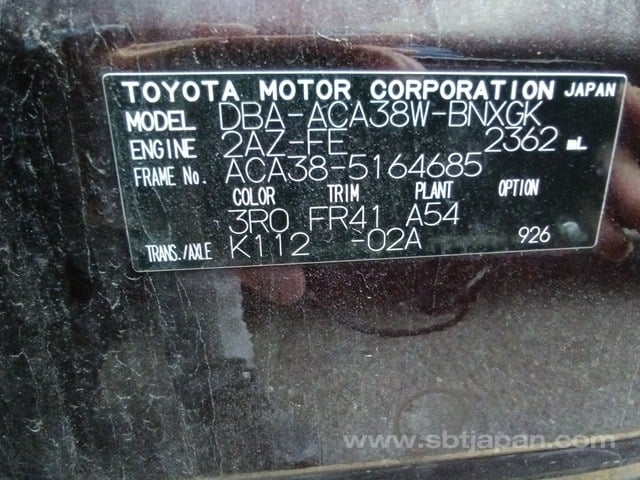 TOYOTA MOTOR CORPORATION JAPAN
MODEL DBA-ACA38W-BNXGK
ENGINE 2AZ-FE 2362 mL
FRAME No. ACA38-5164685
COLOR TRIM PLANT OPTION
3R0 FR41 A54
TRANS./AXLE K112 -02A 926
www.sbtjapan.com